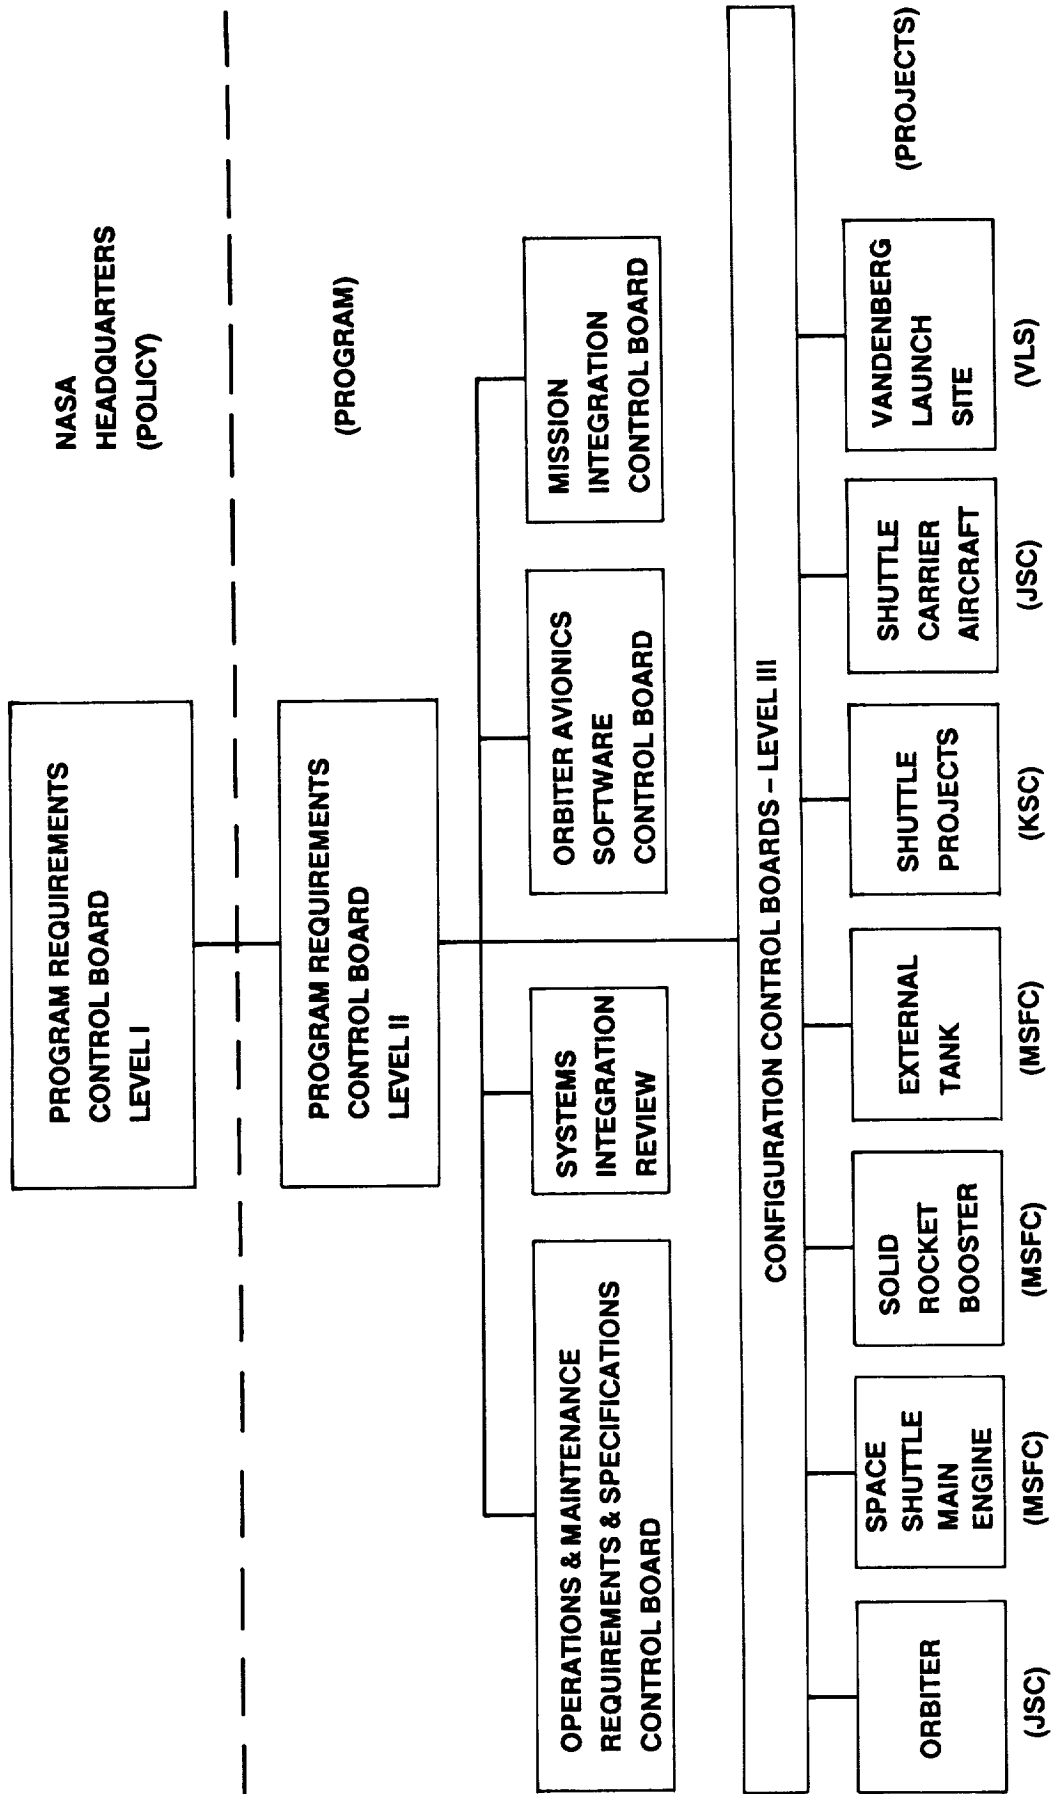 PROGRAM REQUIREMENTS
CONTROL BOARD
LEVEL I
NASA
HEADQUARTERS
(POLICY)
PROGRAM REQUIREMENTS
CONTROL BOARD
LEVEL II
(PROGRAM)
OPERATIONS & MAINTENANCE
REQUIREMENTS & SPECIFICATIONS
CONTROL BOARD
SYSTEMS
INTEGRATION
REVIEW
ORBITER AVIONICS
SOFTWARE
CONTROL BOARD
MISSION
INTEGRATION
CONTROL BOARD
CONFIGURATION CONTROL BOARDS – LEVEL III
ORBITER
(JSC)
SPACE
SHUTTLE
MAIN
ENGINE
(MSFC)
SOLID
ROCKET
BOOSTER
(MSFC)
EXTERNAL
TANK
(MSFC)
SHUTTLE
PROJECTS
(KSC)
SHUTTLE
CARRIER
AIRCRAFT
(JSC)
VANDENBERG
LAUNCH
SITE
(VLS)
(PROJECTS)